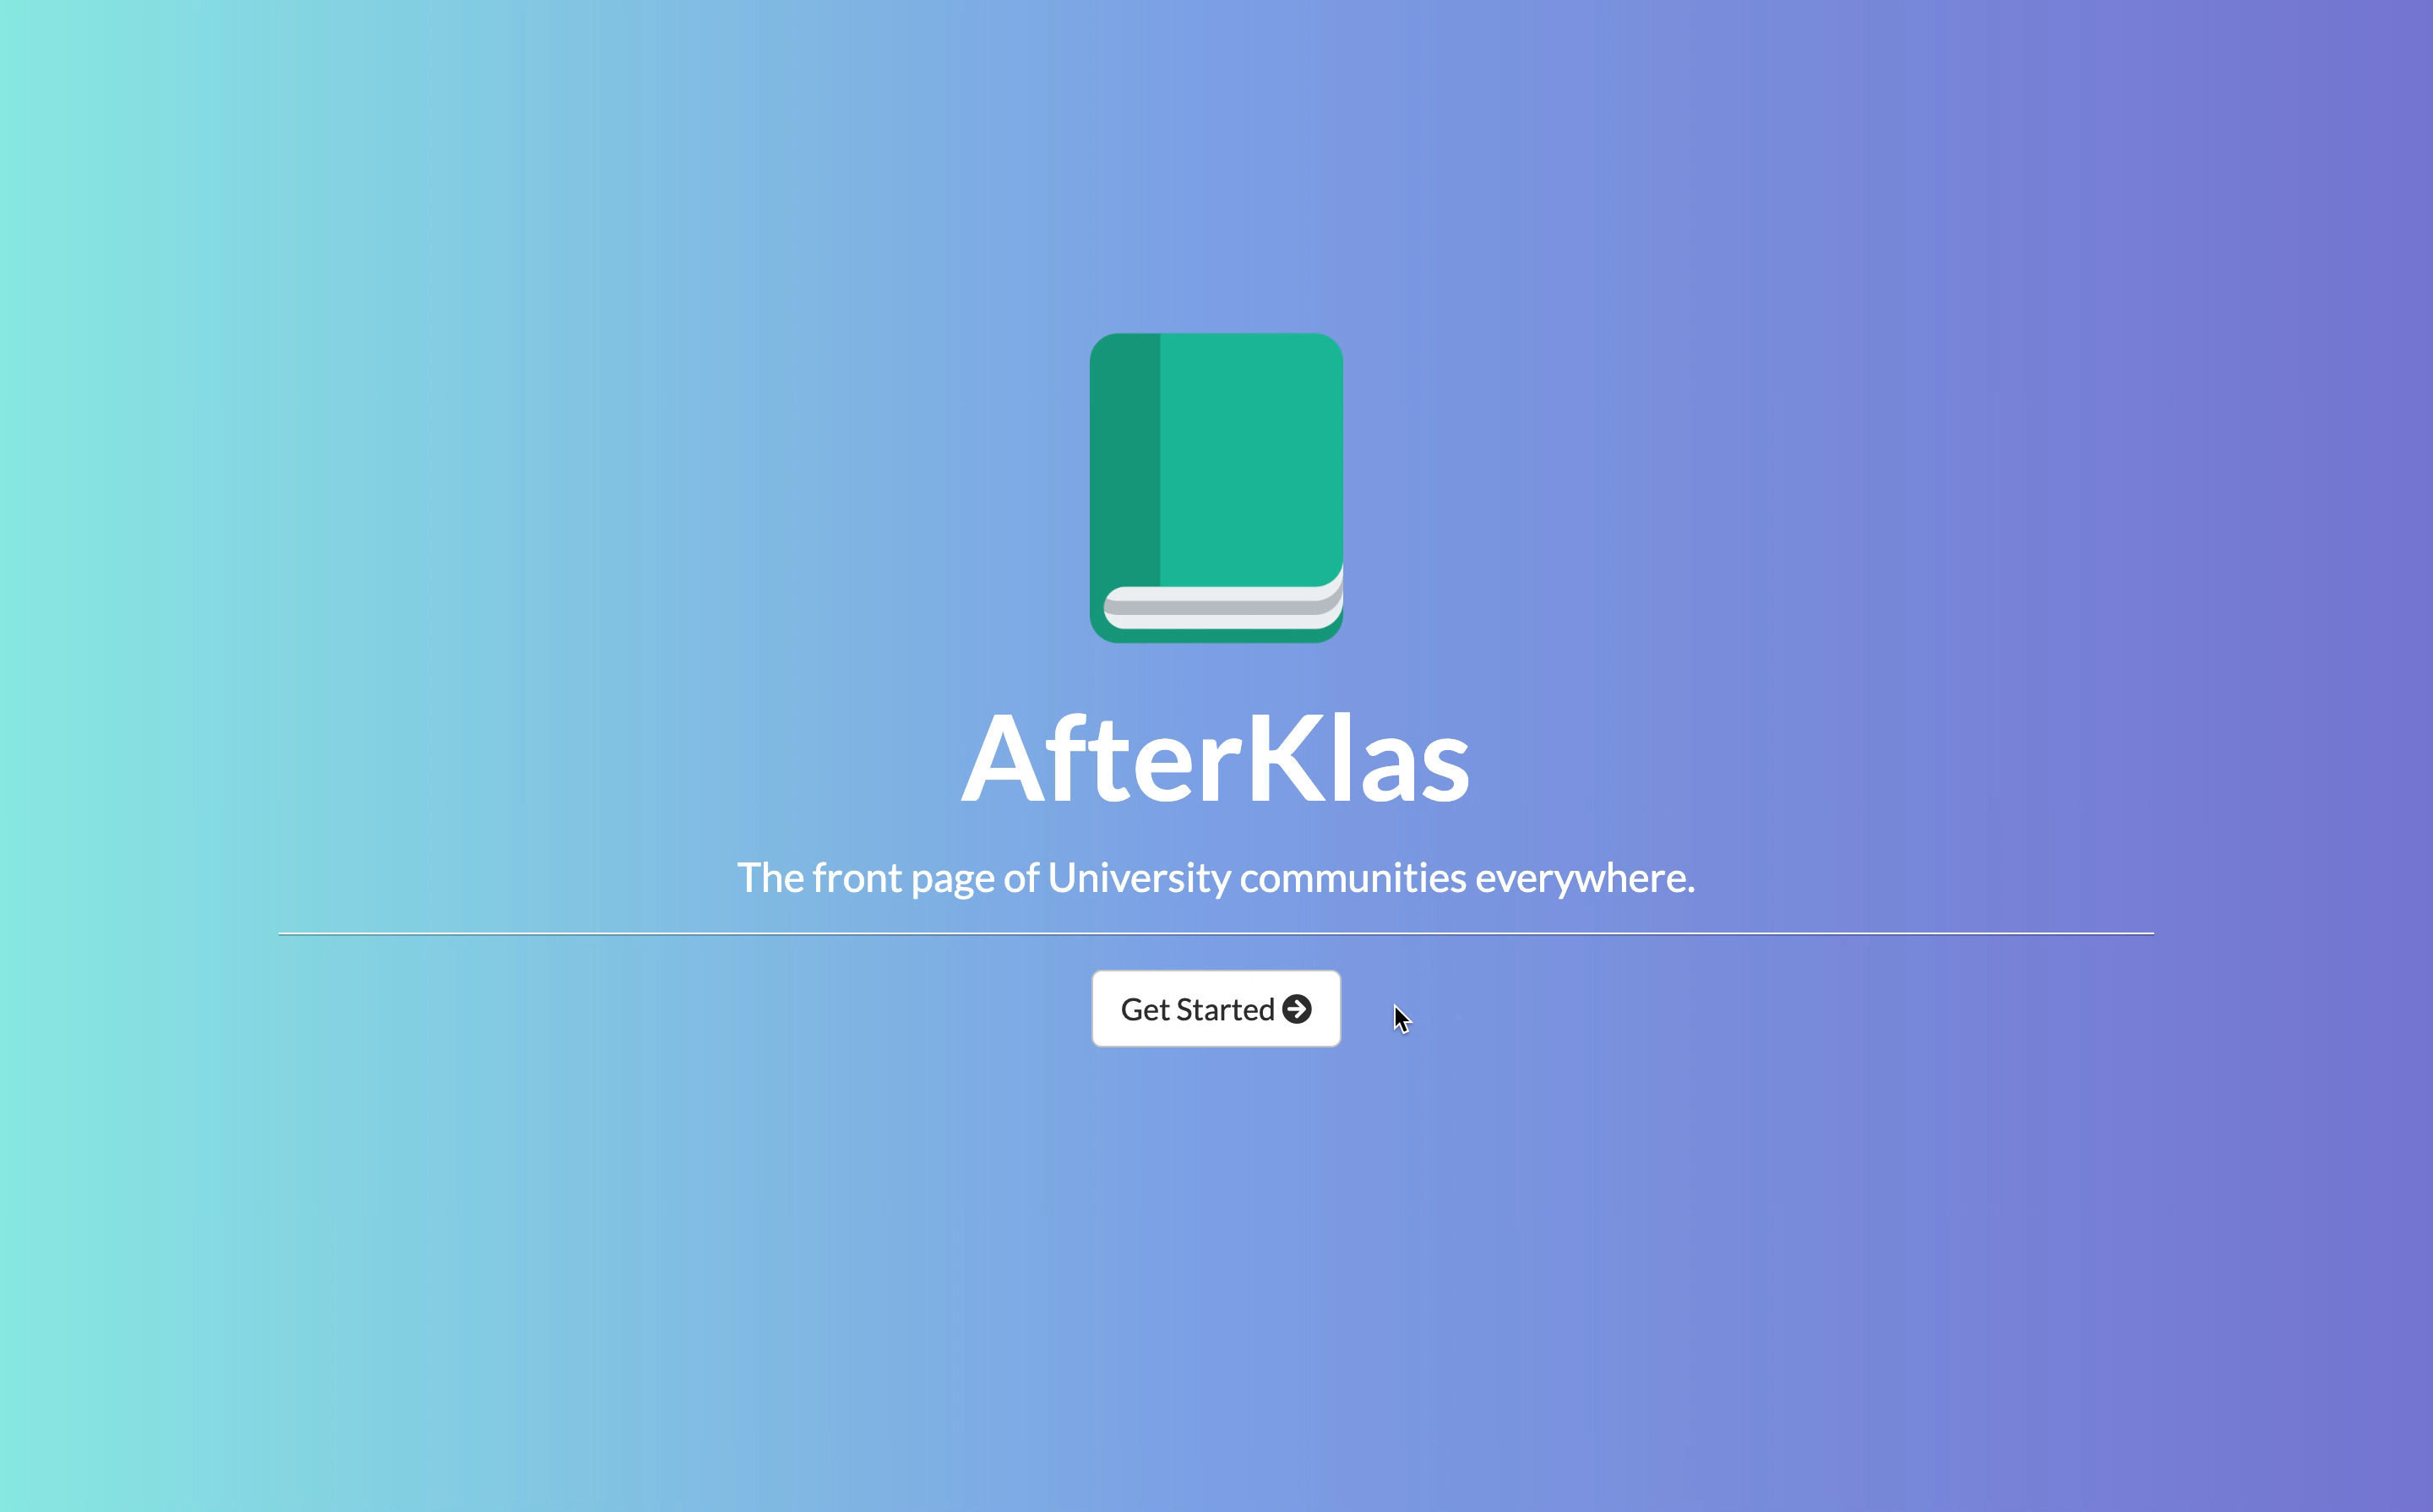 AfterKlas
The front page of University communities everywhere.
Get Started